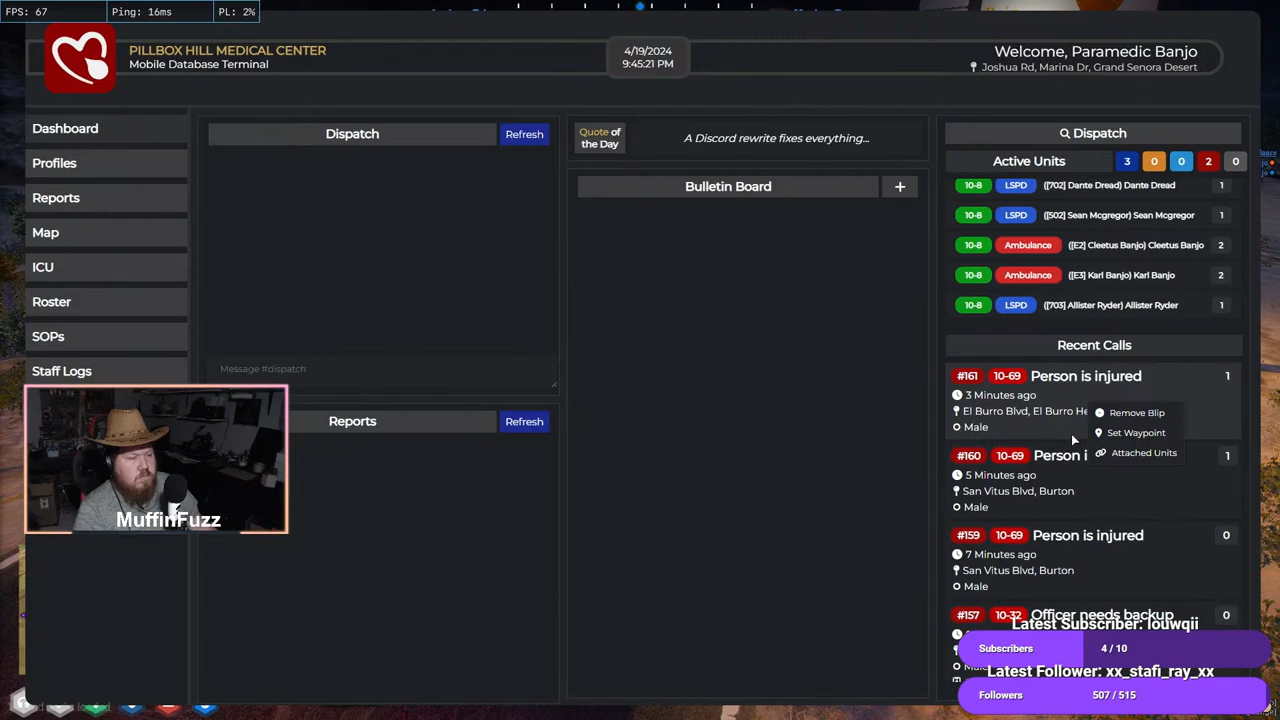 FPS: 67
Ping: 16ms
PL: 2%
PILLBOX HILL MEDICAL CENTER
Mobile Database Terminal
4/19/2024
9:45:21 PM
Welcome, Paramedic Banjo
Joshua Rd, Marina Dr, Grand Senora Desert
Dashboard
Profiles
Reports
Map
ICU
Roster
SOPs
Staff Logs
Dispatch
Refresh
Message #dispatch
Reports
Refresh
Quote of
the Day
A Discord rewrite fixes everything...
Bulletin Board
+
Dispatch
Active Units
3 0 0 2 0
10-8 LSPD ([702] Dante Dread) Dante Dread 1
10-8 LSPD ([502] Sean Mcgregor) Sean Mcgregor 1
10-8 Ambulance ([E2] Cleetus Banjo) Cleetus Banjo 2
10-8 Ambulance ([E3] Karl Banjo) Karl Banjo 2
10-8 LSPD ([703] Allister Ryder) Allister Ryder 1
Recent Calls
#161 10-69 Person is injured 1
3 Minutes ago
El Burro Blvd, El Burro He
Male
Remove Blip
Set Waypoint
Attached Units
#160 10-69 Person i 1
5 Minutes ago
San Vitus Blvd, Burton
Male
#159 10-69 Person is injured 0
7 Minutes ago
San Vitus Blvd, Burton
Male
#157 10-32 Officer needs backup 0
Latest Subscriber: louwqii
Subscribers 4 / 10
Latest Follower: xx_stafi_ray_xx
Followers 507 / 515
MuffinFuzz